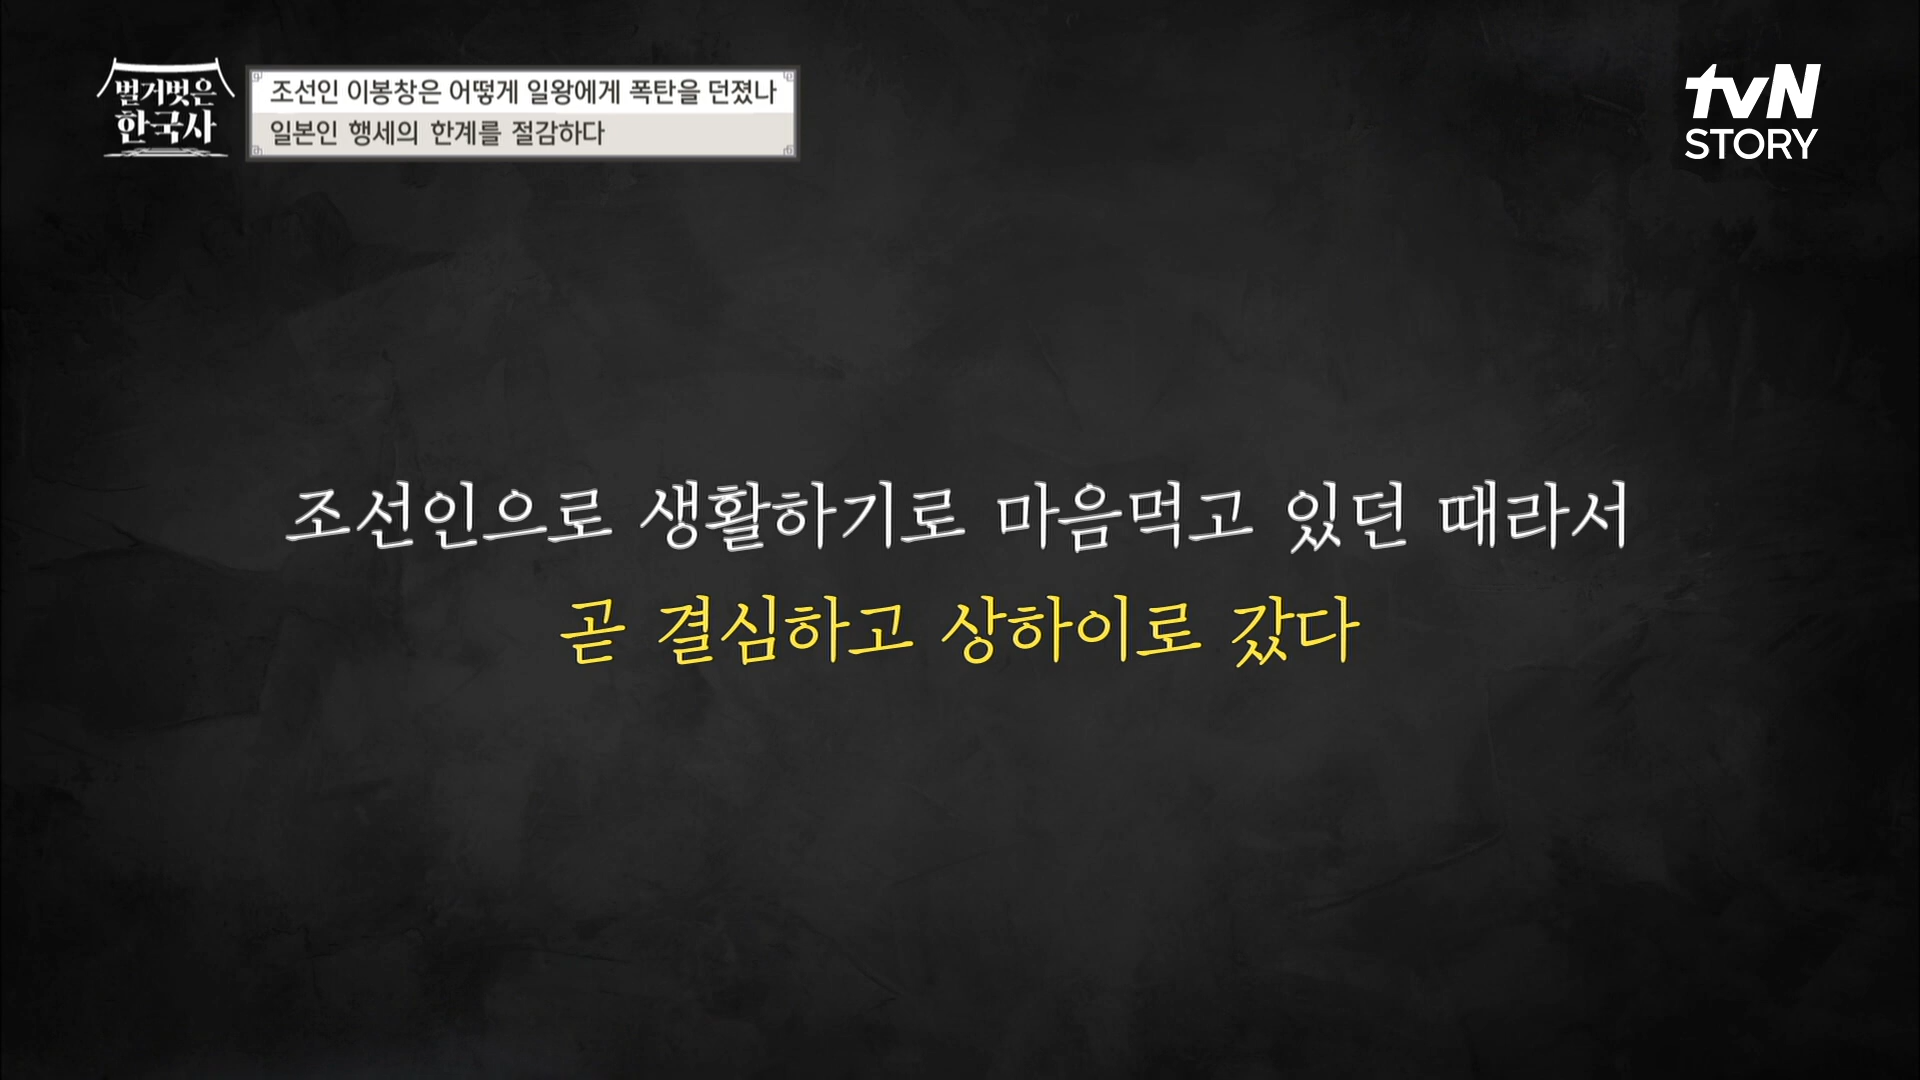 벌거벗은
한국사
조선인 이봉창은 어떻게 일왕에게 폭탄을 던졌나
일본인 행세의 한계를 절감하다
tvN
STORY
조선인으로 생활하기로 마음먹고 있던 때라서
곧 결심하고 상하이로 갔다